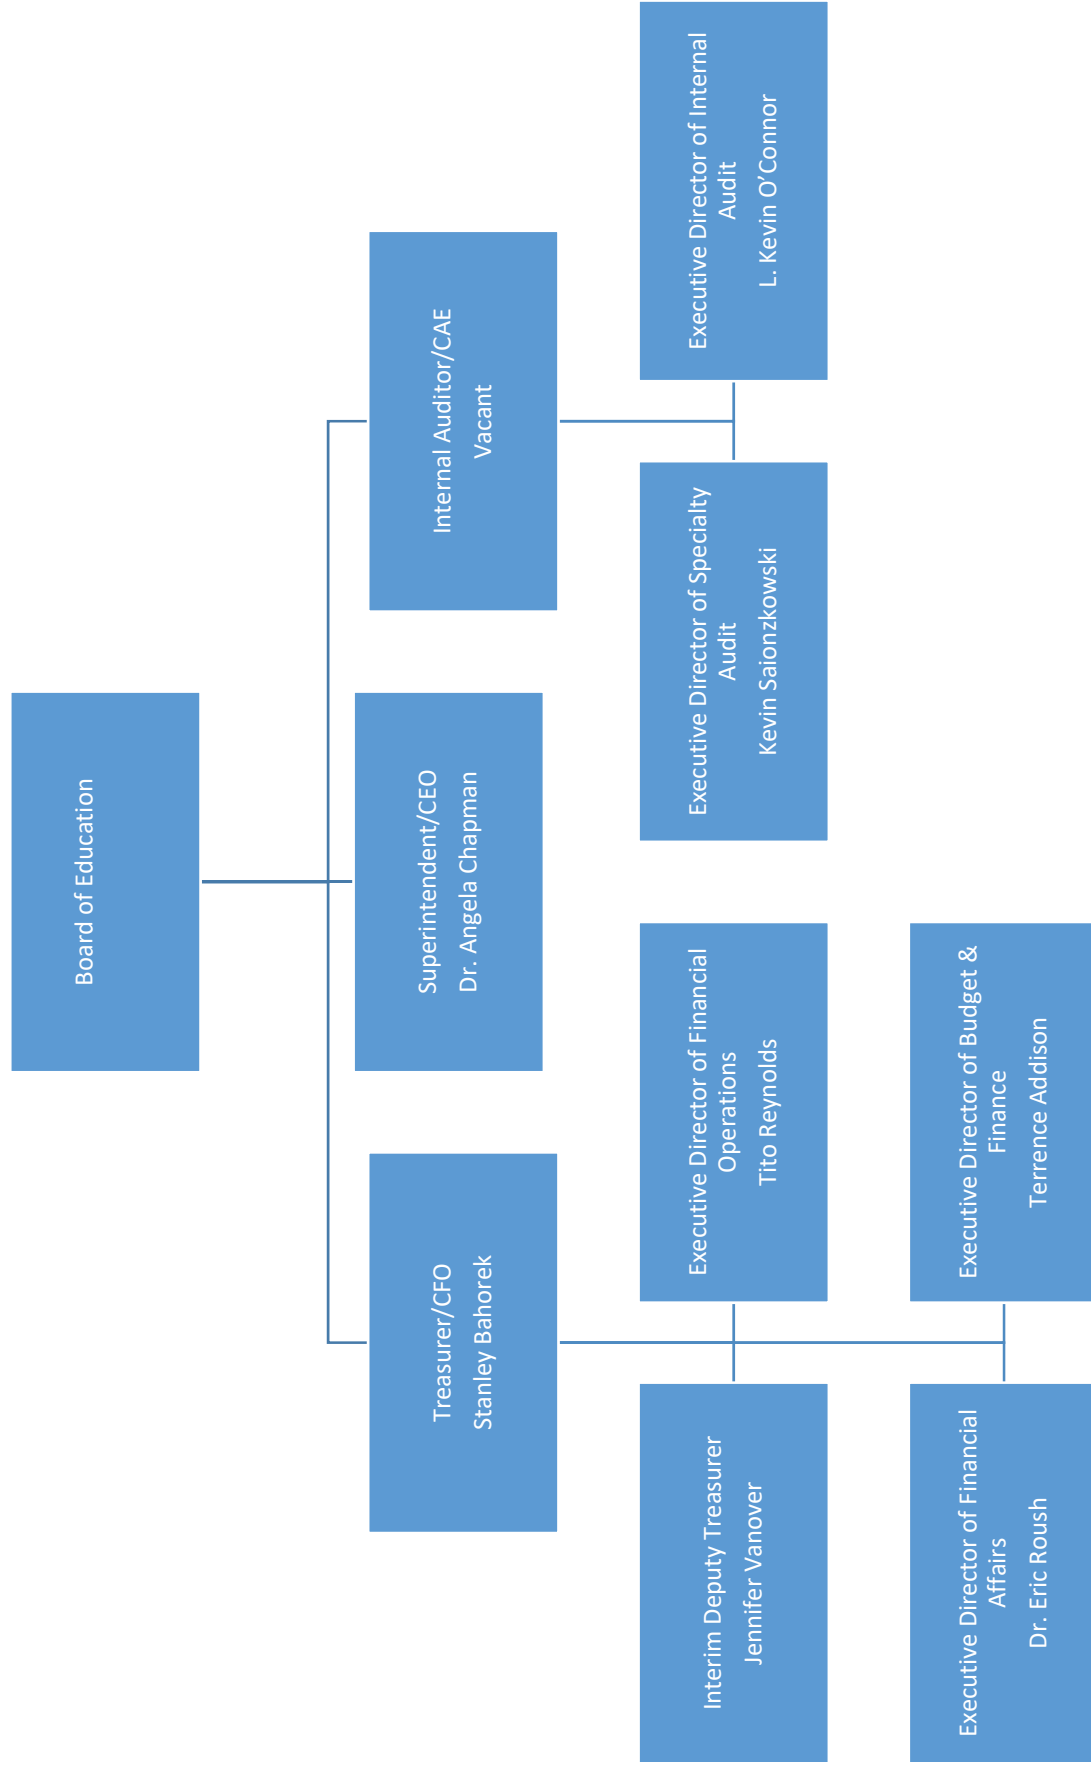 Board of Education
Treasurer/CFO
Stanley Bahorek
Superintendent/CEO
Dr. Angela Chapman
Internal Auditor/CAE
Vacant
Interim Deputy Treasurer
Jennifer Vanover
Executive Director of Financial
Operations
Tito Reynolds
Executive Director of Specialty
Audit
Kevin Saionzkowski
Executive Director of Internal
Audit
L. Kevin O’Connor
Executive Director of Financial
Affairs
Dr. Eric Roush
Executive Director of Budget &
Finance
Terrence Addison